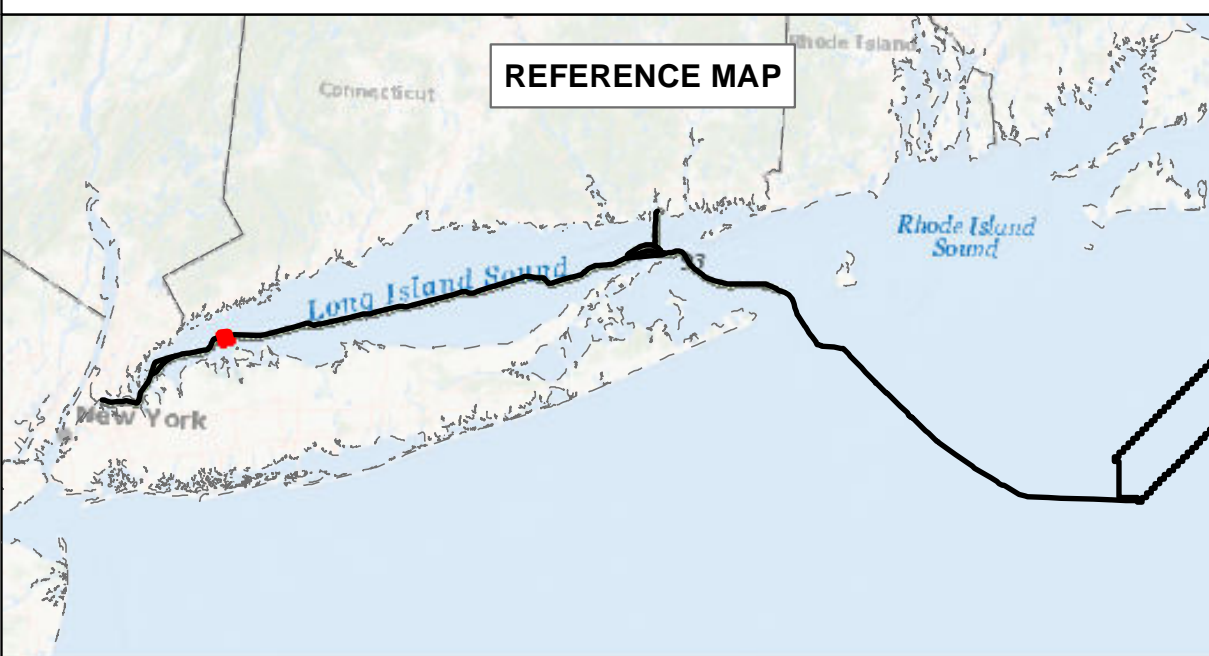 Rhode Island
REFERENCE MAP
Connecticut
Rhode Island
Sound
Long Island Sound
New York